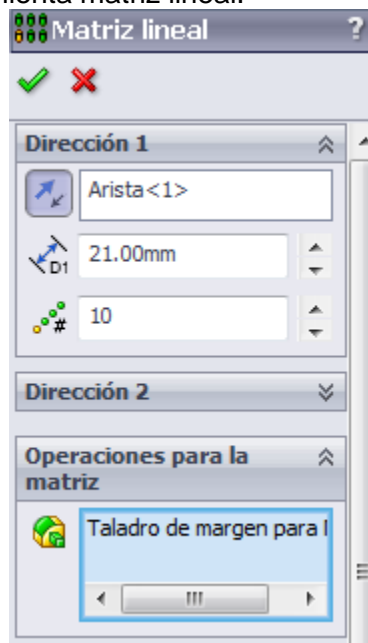 Matriz lineal ?
Dirección 1
Arista<1>
D1 21.00mm
# 10
Dirección 2
Operaciones para la
matriz
Taladro de margen para